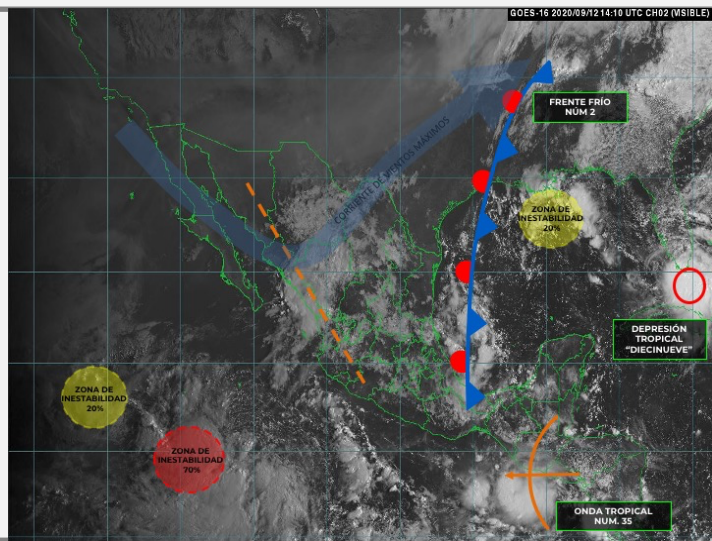 GOES-16 2020/09/12 14:10 UTC CH02 (VISIBLE)
FRENTE FRÍO
NÚM 2
CORRIENTE DE VIENTOS MÁXIMOS
ZONA DE
INESTABILIDAD
20%
DEPRESIÓN
TROPICAL
"DIECINUEVE"
ZONA DE
INESTABILIDAD
20%
ZONA DE
INESTABILIDAD
70%
ONDA TROPICAL
NUM. 35